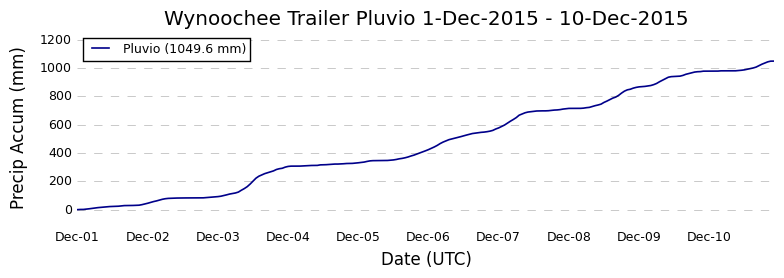 Wynoochee Trailer Pluvio 1-Dec-2015 - 10-Dec-2015
Pluvio (1049.6 mm)
Precip Accum (mm)
1200
1000
800
600
400
200
0
Dec-01 Dec-02 Dec-03 Dec-04 Dec-05 Dec-06 Dec-07 Dec-08 Dec-09 Dec-10
Date (UTC)